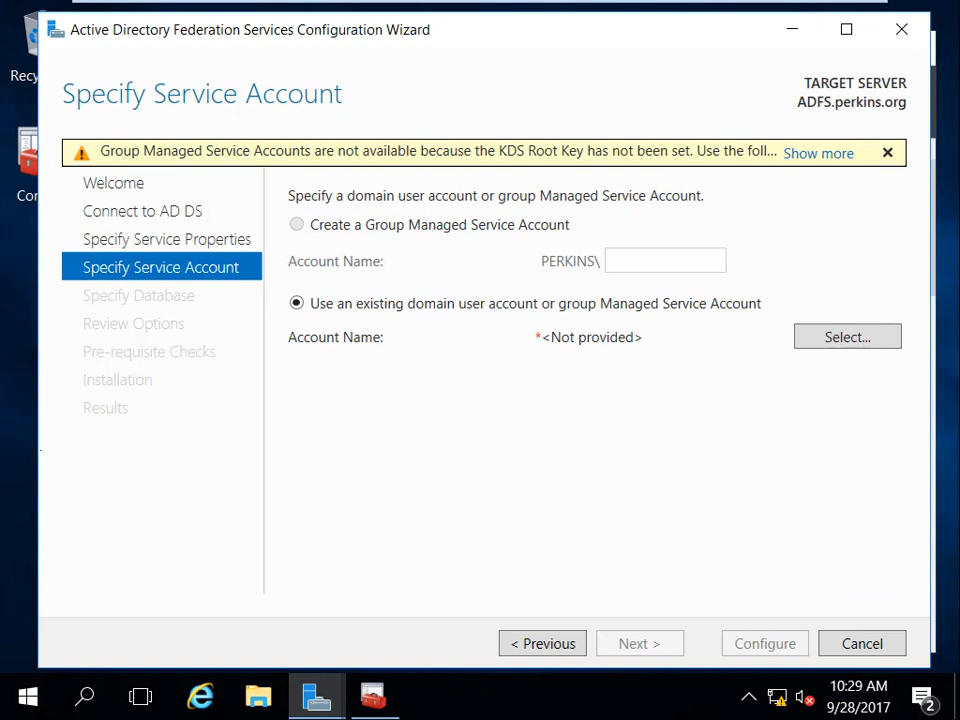 Active Directory Federation Services Configuration Wizard
Recy
Specify Service Account
TARGET SERVER
ADFS.perkins.org
Group Managed Service Accounts are not available because the KDS Root Key has not been set. Use the foll... Show more
Welcome
Specify a domain user account or group Managed Service Account.
Con
Connect to AD DS
Create a Group Managed Service Account
Specify Service Properties
Account Name: PERKINS\
Specify Service Account
Specify Database
Use an existing domain user account or group Managed Service Account
Review Options
Account Name: *<Not provided> Select...
Pre-requisite Checks
Installation
Results
< Previous Next > Configure Cancel
10:29 AM
9/28/2017
2